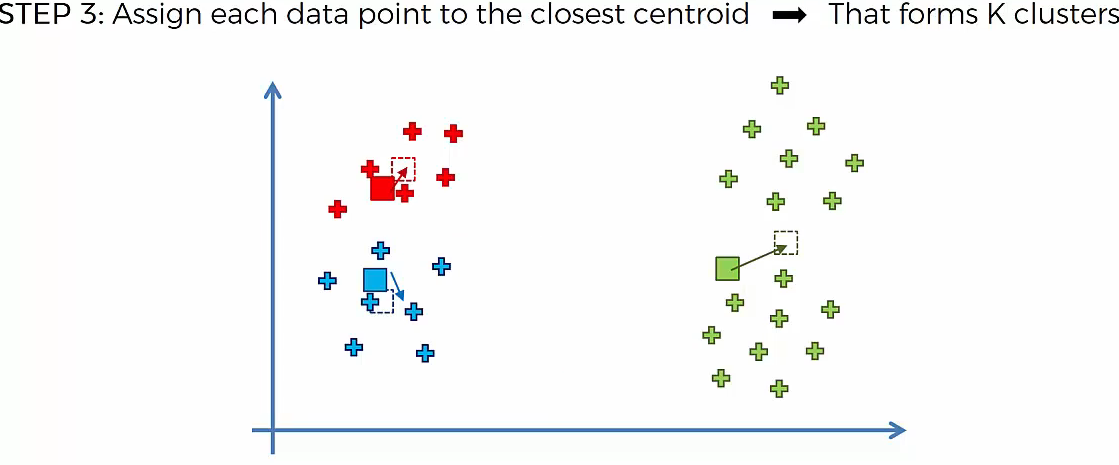 STEP 3: Assign each data point to the closest centroid ➡ That forms K clusters